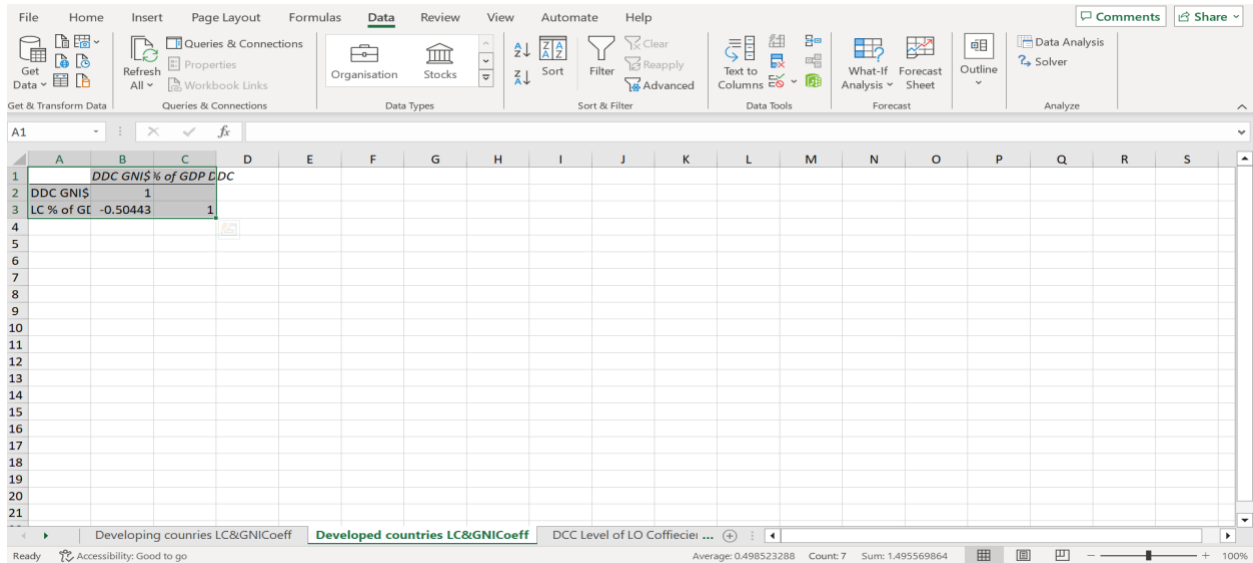 File Home Insert Page Layout Formulas Data Review View Automate Help Comments Share
Get Data
Refresh All
Queries & Connections
Properties
Workbook Links
Organisation
Stocks
Sort
Filter
Clear
Reapply
Advanced
Text to Columns
What-If Analysis
Forecast Sheet
Outline
Data Analysis
Solver
Get & Transform Data Queries & Connections Data Types Sort & Filter Data Tools Forecast Analyze
A1 fx
A B C D E F G H I J K L M N O P Q R S
1 DDC GNI$ % of GDP DDC
2 DDC GNI$ 1
3 LC % of GD -0.50443 1
4
5
6
7
8
9
10
11
12
13
14
15
16
17
18
19
20
21
Developing counries LC&GNICoeff Developed countries LC&GNICoeff DCC Level of LO Coffiecier ...
Ready Accessibility: Good to go Average: 0.498523288 Count: 7 Sum: 1.495569864 100%